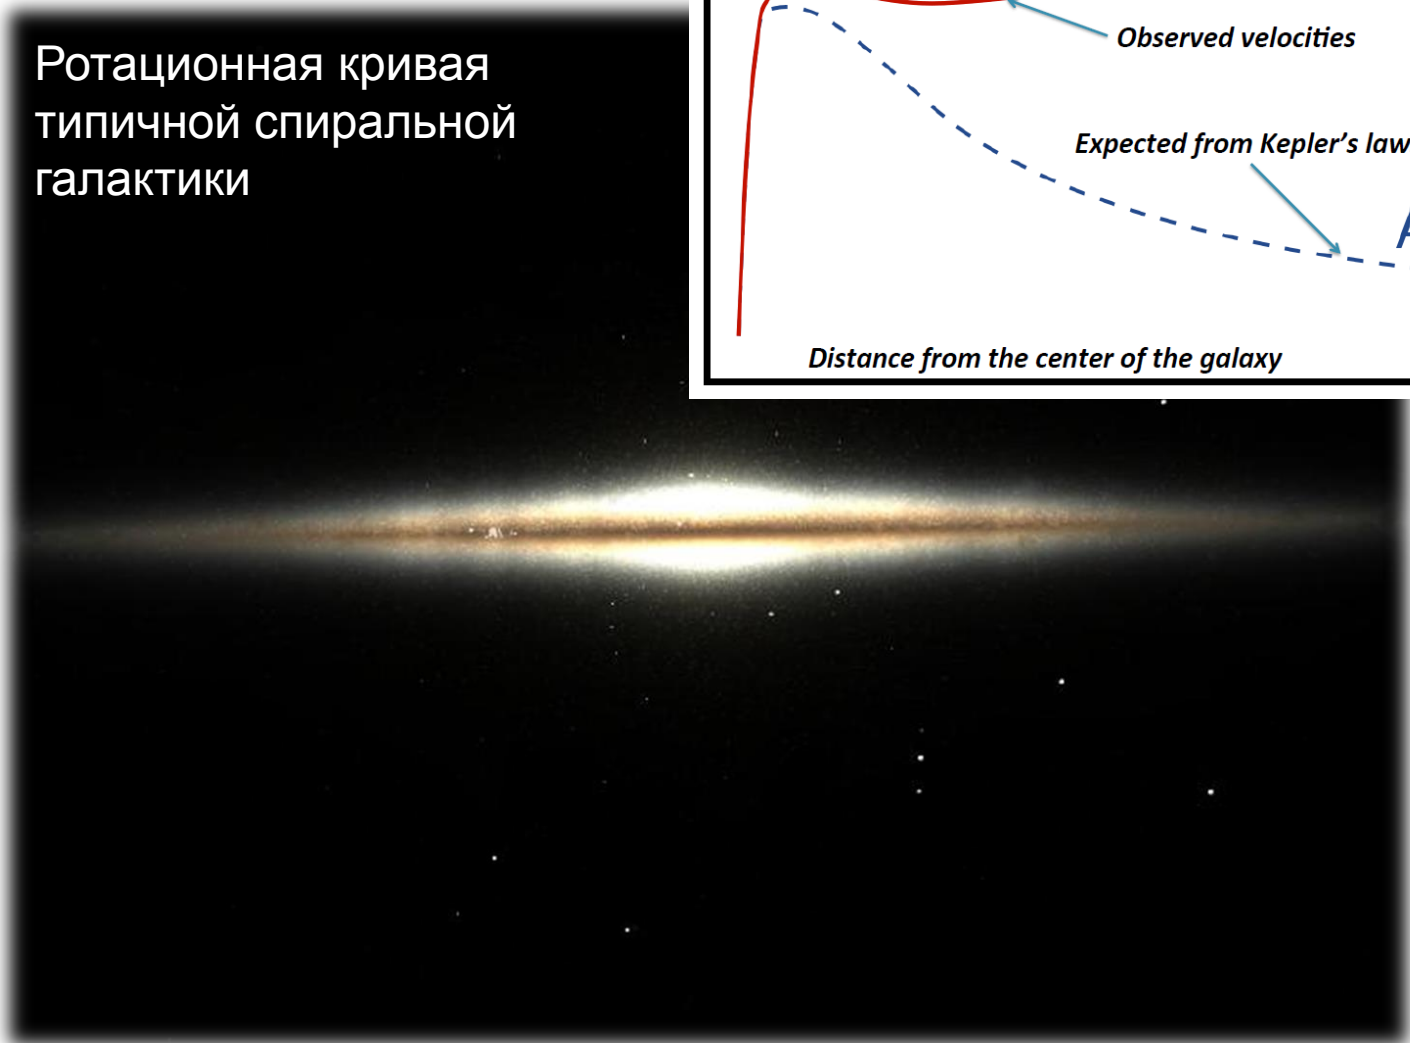 Ротационная кривая
типичной спиральной
галактики
Observed velocities
Expected from Kepler's law
Distance from the center of the galaxy